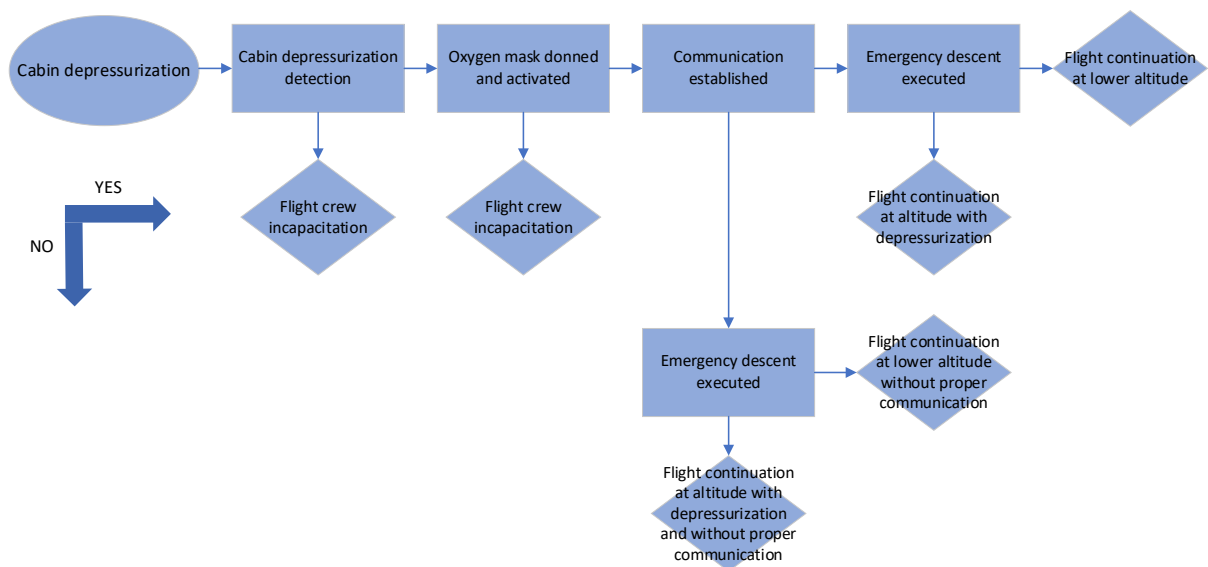 Cabin depressurization
Cabin depressurization
detection
Oxygen mask donned
and activated
Communication
established
Emergency descent
executed
Flight continuation
at lower altitude
YES
NO
Flight crew
incapacitation
Flight crew
incapacitation
Flight continuation
at altitude with
depressurization
Emergency descent
executed
Flight continuation
at lower altitude
without proper
communication
Flight continuation
at altitude with
depressurization
and without proper
communication